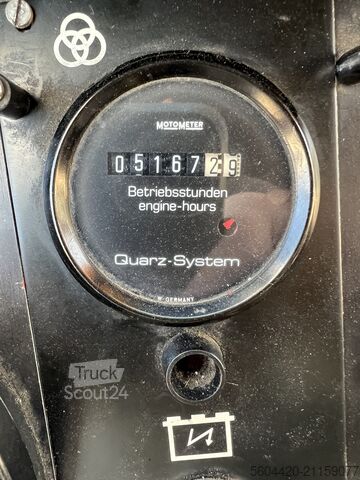 MOTOMETER
0516729
Betriebsstunden
engine-hours
Quarz-System
W. GERMANY
Truck
Scout24
5604420-21159077